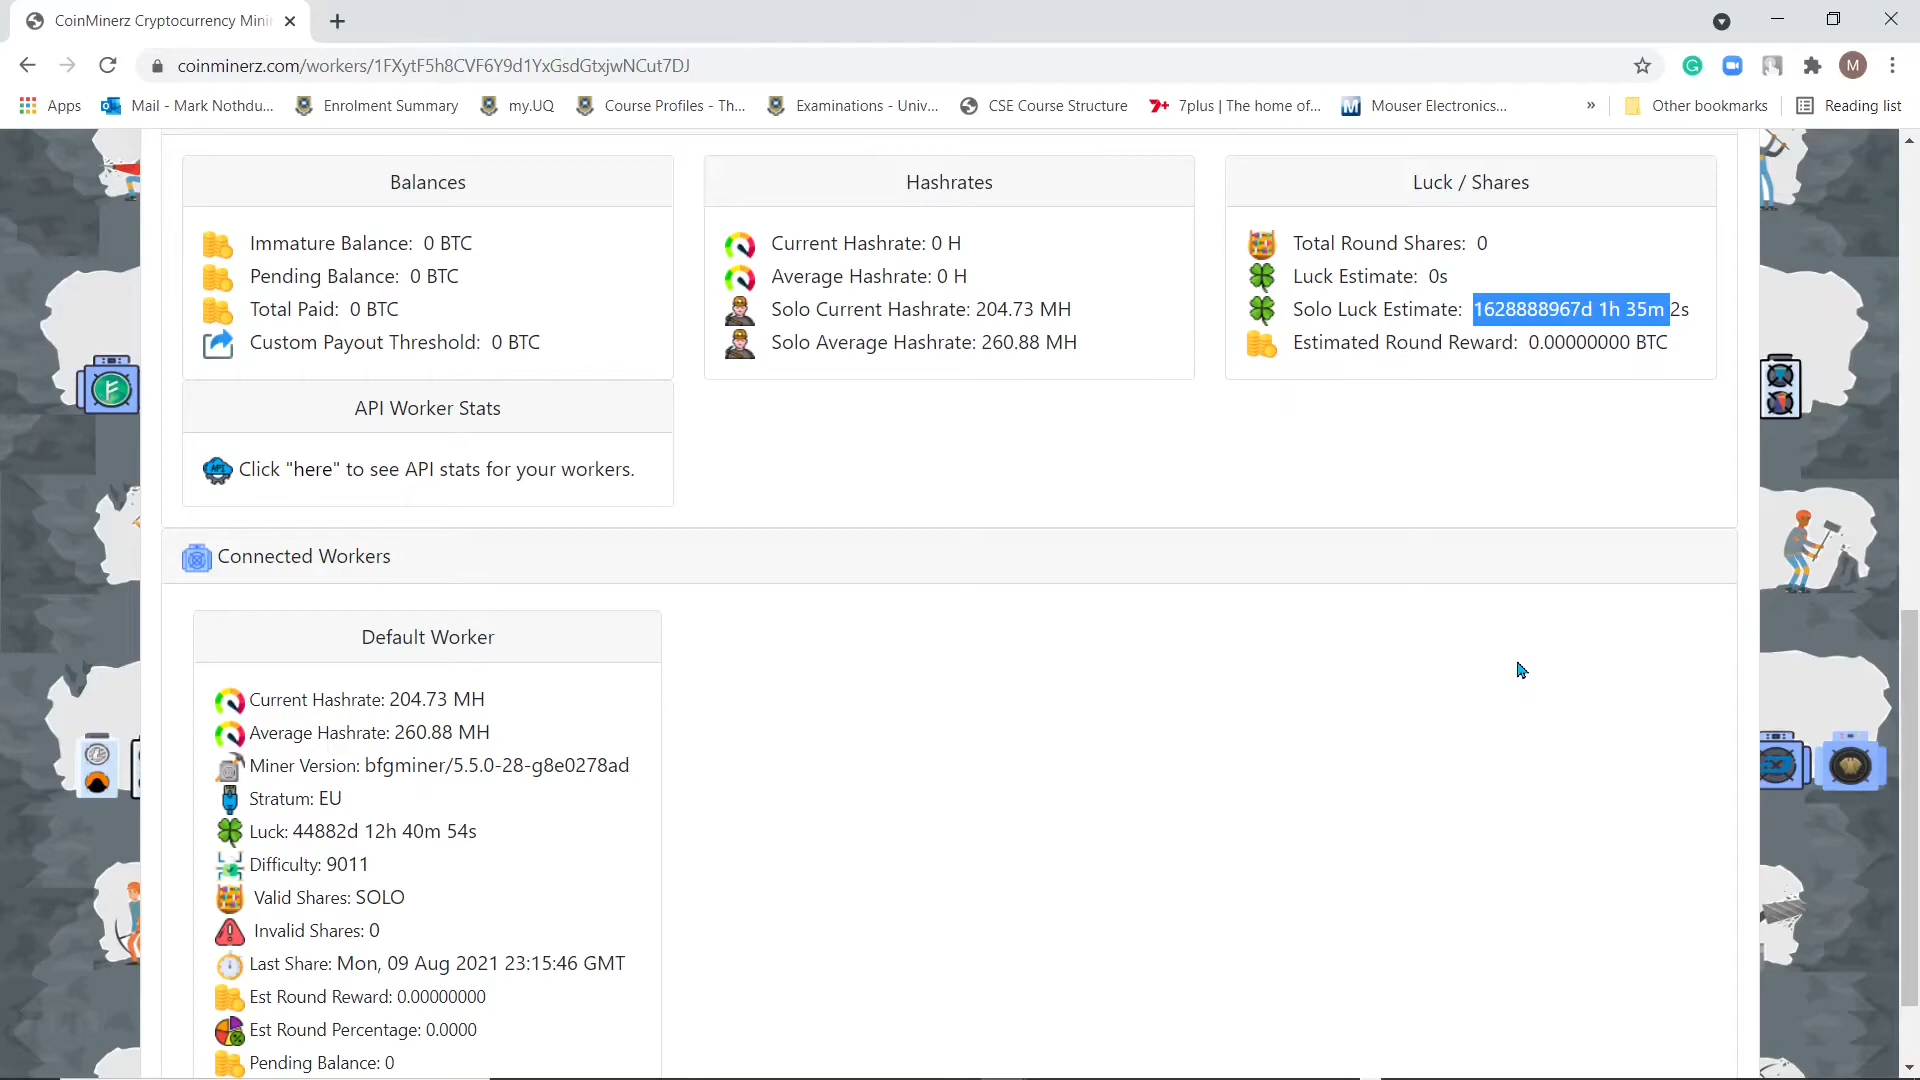 CoinMinerz Cryptocurrency Mini
coinminerz.com/workers/1FXytF5h8CVF6Y9d1YxGsdGtxjwNCut7DJ
G
M
Apps
Mail - Mark Nothdu...
Enrolment Summary
my.UQ
Course Profiles - Th...
Examinations - Univ...
CSE Course Structure
7plus | The home of...
M Mouser Electronics...
»
Other bookmarks
Reading list
Balances
Immature Balance: 0 BTC
Pending Balance: 0 BTC
Total Paid: 0 BTC
Custom Payout Threshold: 0 BTC
Hashrates
Current Hashrate: 0 H
Average Hashrate: 0 H
Solo Current Hashrate: 204.73 MH
Solo Average Hashrate: 260.88 MH
Luck / Shares
Total Round Shares: 0
Luck Estimate: 0s
Solo Luck Estimate: 1628888967d 1h 35m 2s
Estimated Round Reward: 0.00000000 BTC
API Worker Stats
API Click "here" to see API stats for your workers.
Connected Workers
Default Worker
Current Hashrate: 204.73 MH
Average Hashrate: 260.88 MH
Miner Version: bfgminer/5.5.0-28-g8e0278ad
Stratum: EU
Luck: 44882d 12h 40m 54s
Difficulty: 9011
Valid Shares: SOLO
Invalid Shares: 0
Last Share: Mon, 09 Aug 2021 23:15:46 GMT
Est Round Reward: 0.00000000
Est Round Percentage: 0.0000
Pending Balance: 0